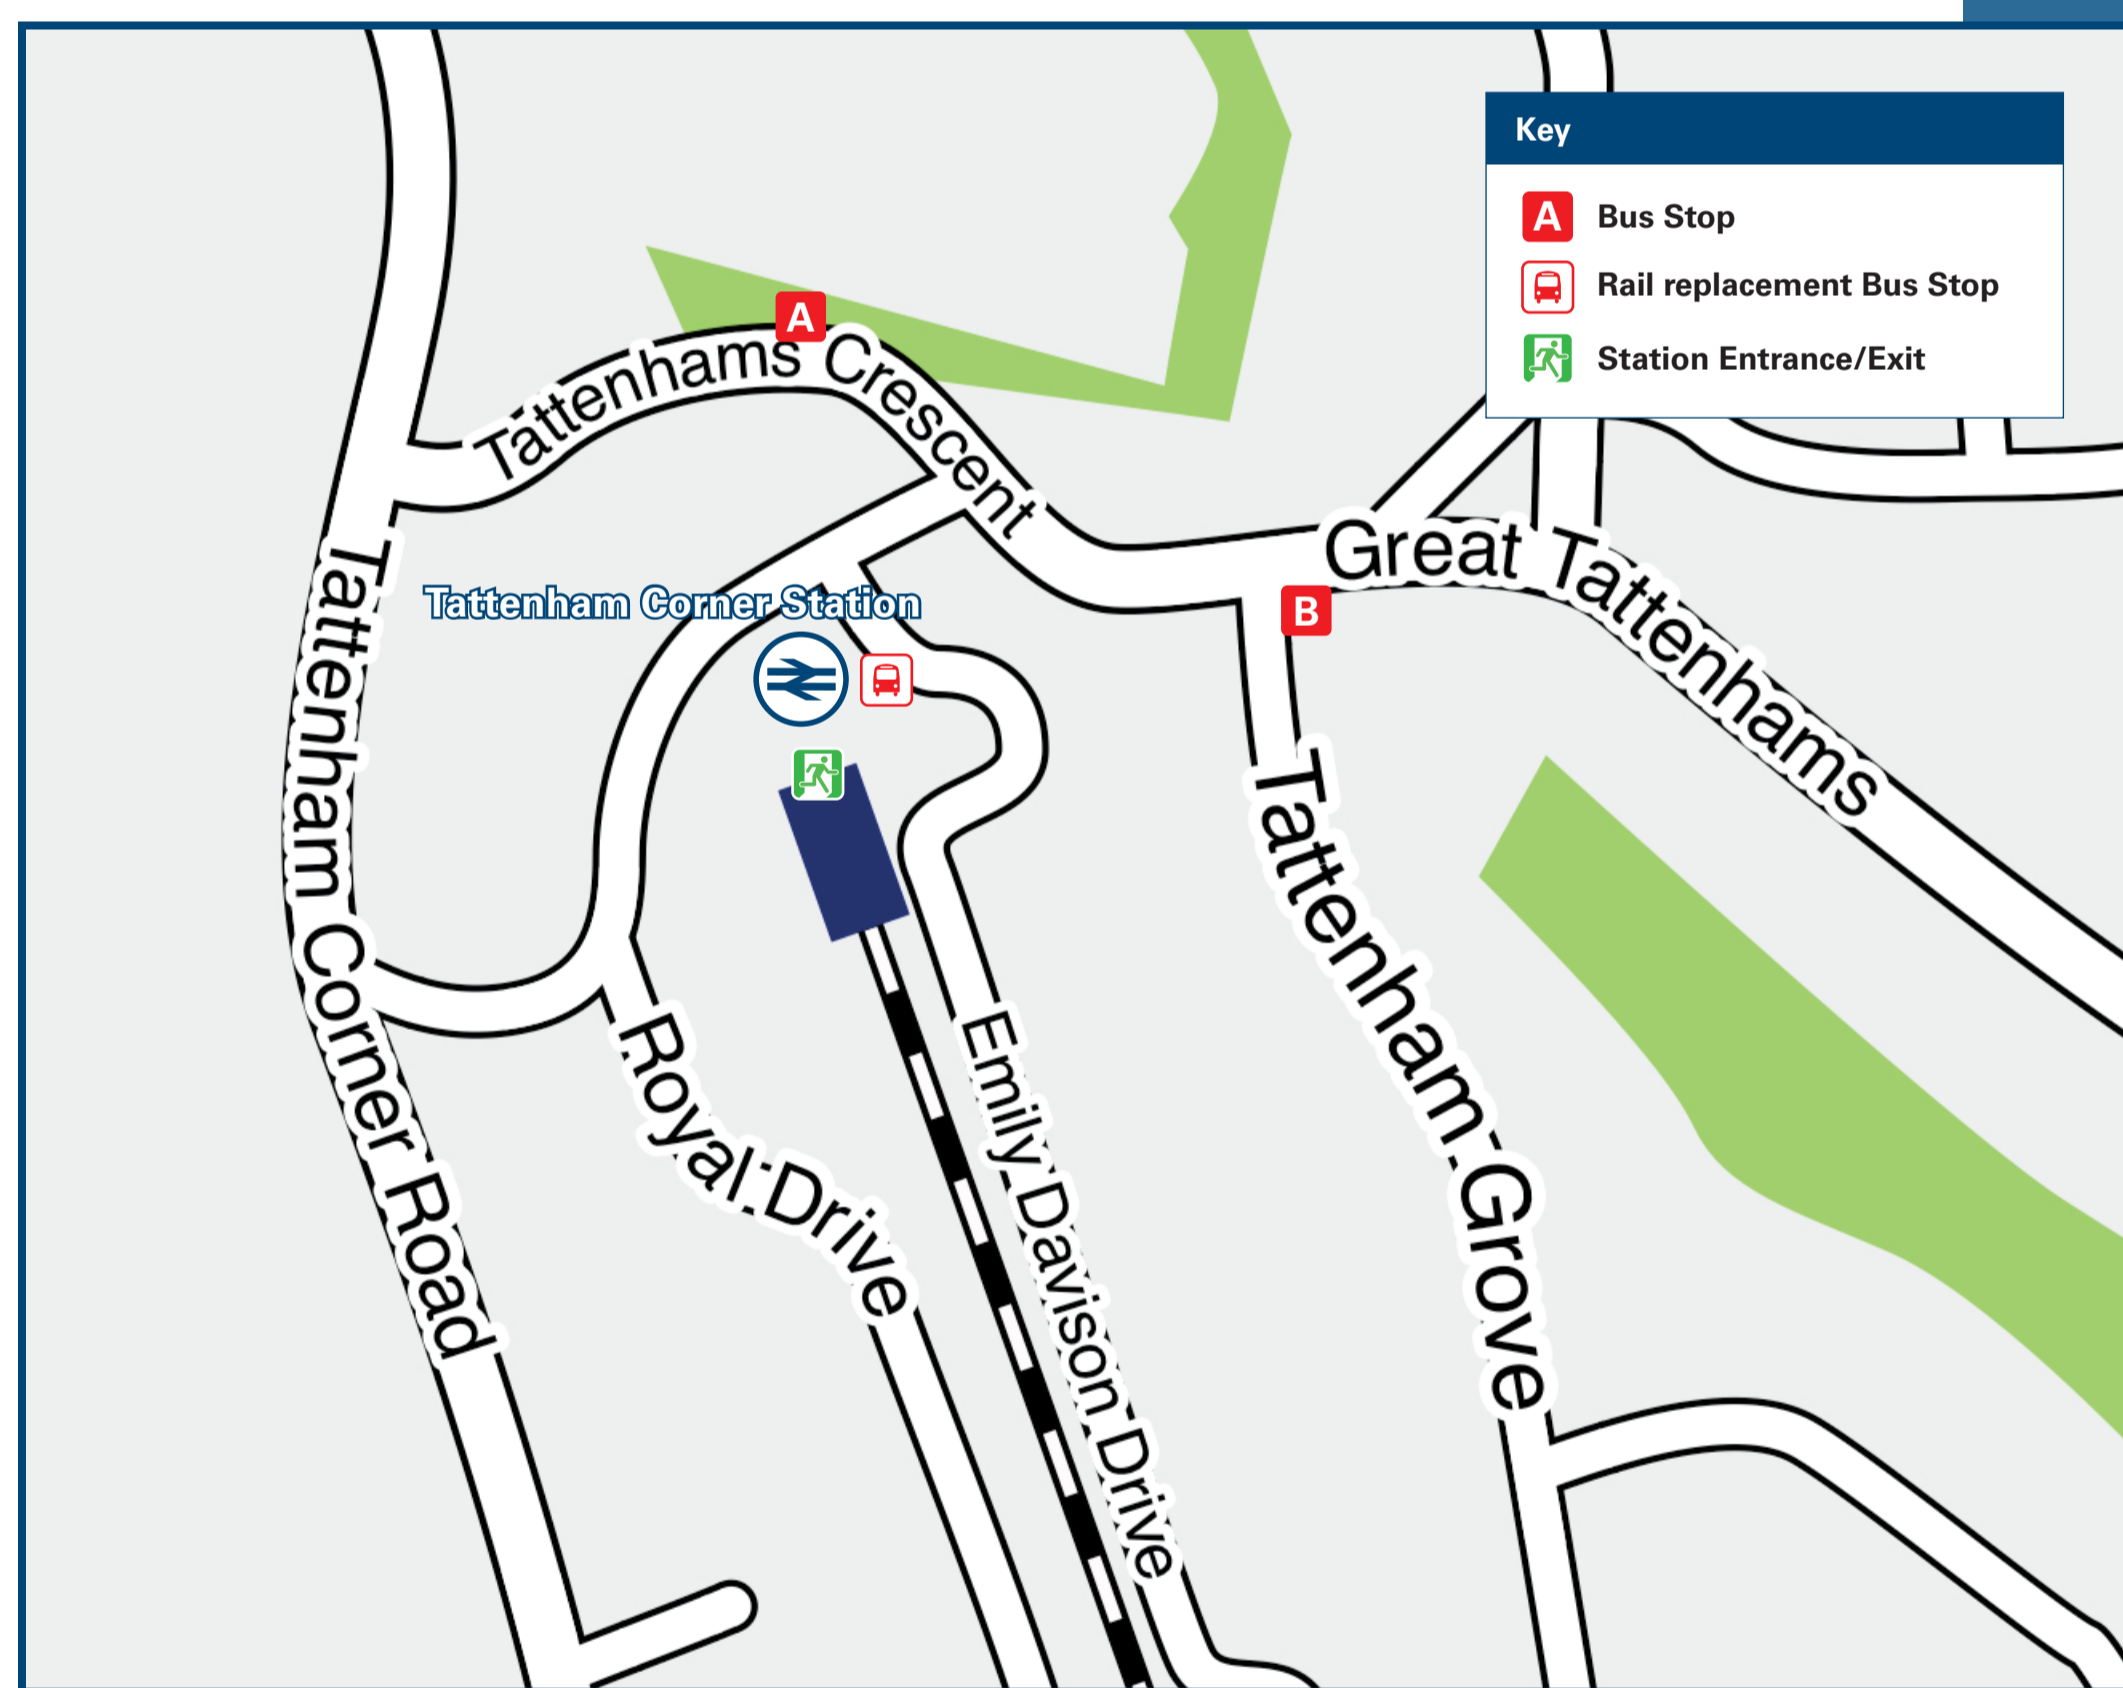 Key
A Bus Stop
Rail replacement Bus Stop
Station Entrance/Exit
A
Tattenhams Crescent
Great Tattenhams
B
Tattenham Corner Station
Tattenham Corner Road
Tattenham Grove
Royal Drive
Emily Davison Drive